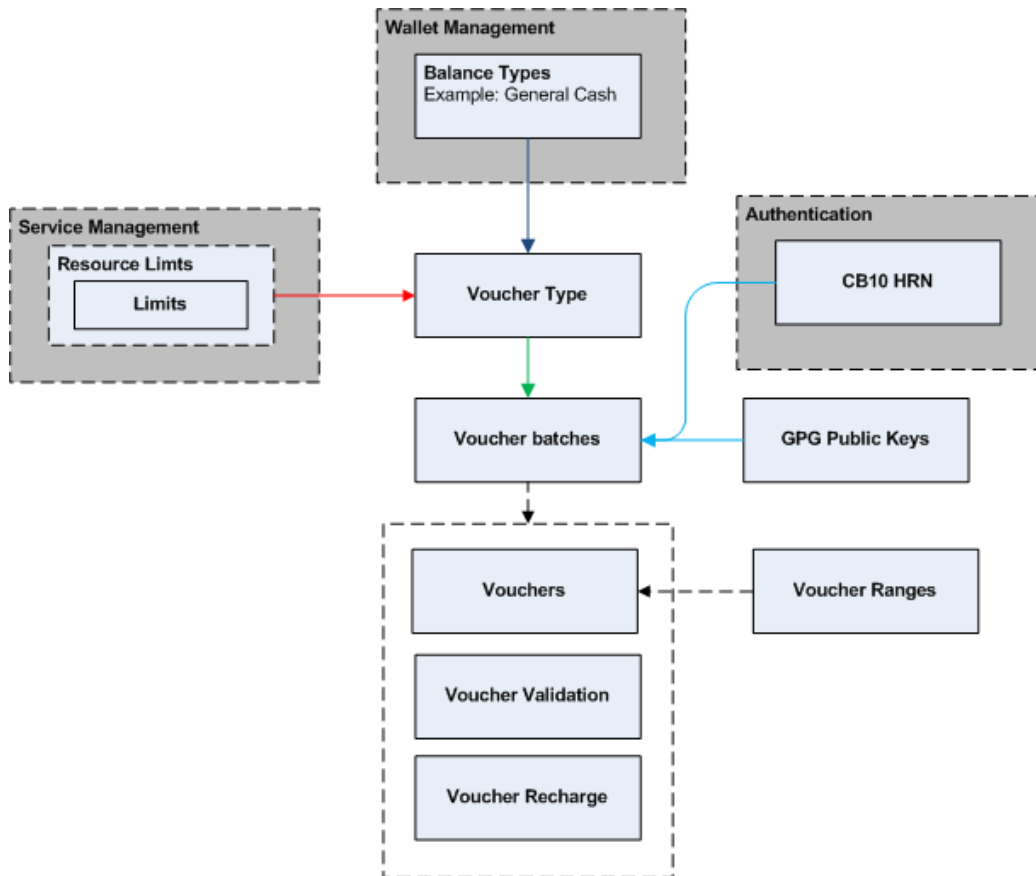 Wallet Management
Balance Types
Example: General Cash
Service Management
Resource Limts
Limits
Voucher Type
Authentication
CB10 HRN
Voucher batches
GPG Public Keys
Vouchers
Voucher Ranges
Voucher Validation
Voucher Recharge